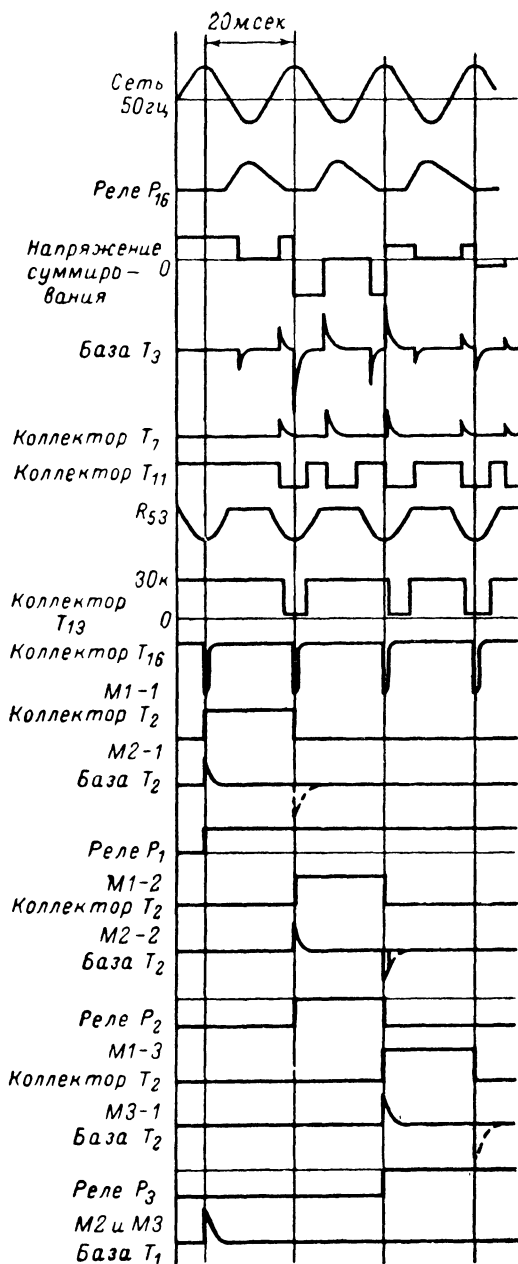 20мсек
Сеть
50гц
Реле Р16
Напряжение
суммиро-
вания
0
База Т3
Коллектор Т7
Коллектор Т11
R53
30к
Коллектор
Т13
0
Коллектор Т16
М1-1
Коллектор Т2
М2-1
База Т2
Реле Р1
М1-2
Коллектор Т2
М2-2
База Т2
Реле Р2
М1-3
Коллектор Т2
М3-1
База Т2
Реле Р3
М2 и М3
База Т1